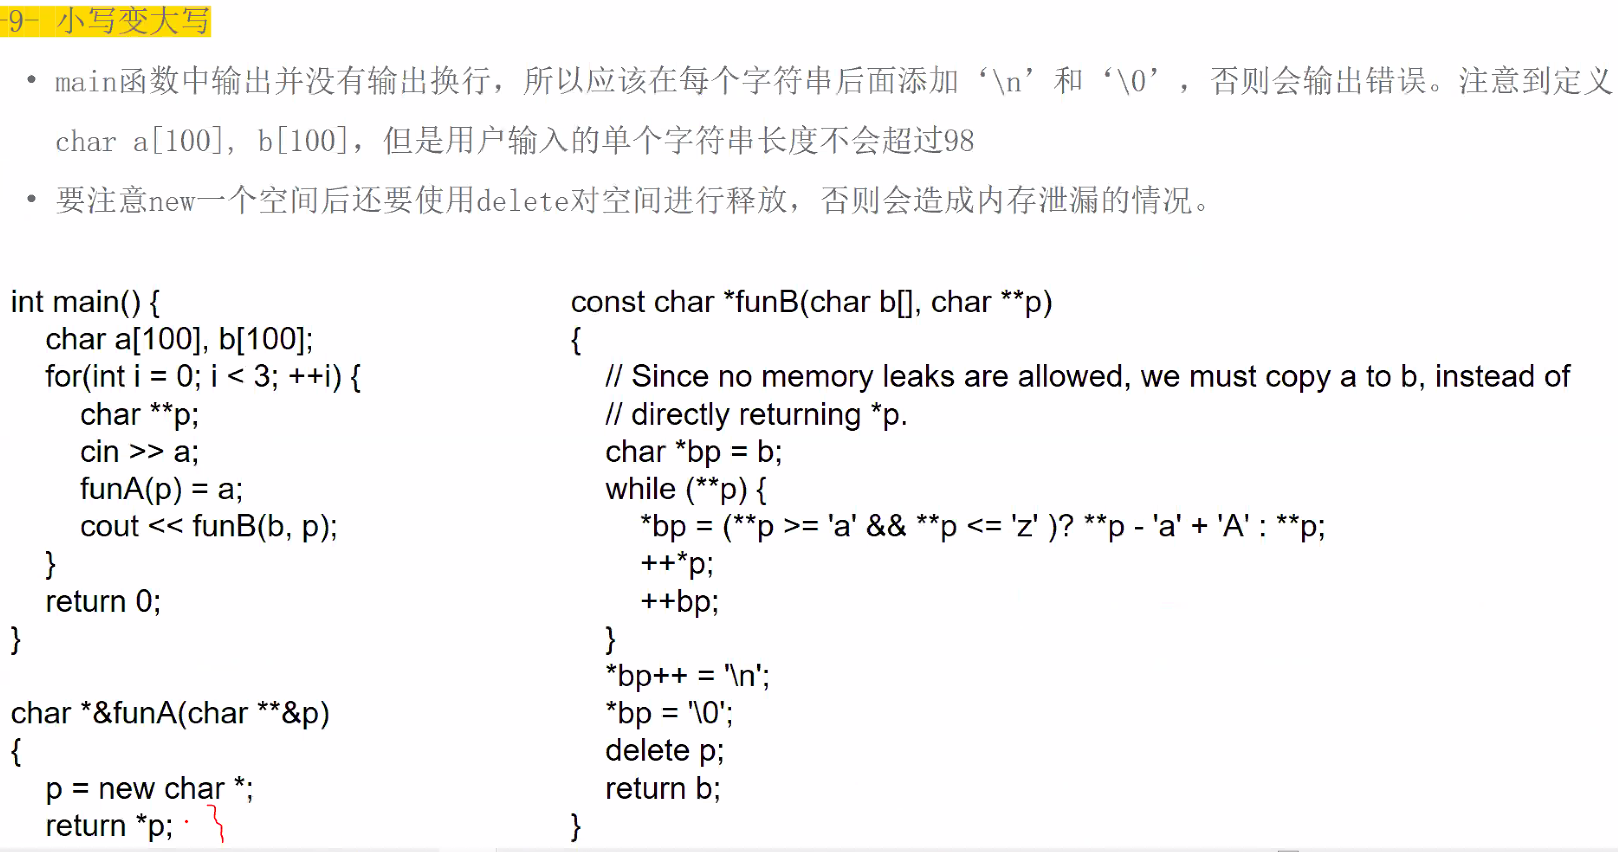 -9- 小写变大写
• main函数中输出并没有输出换行，所以应该在每个字符串后面添加‘\n’和‘\0’，否则会输出错误。注意到定义
char a[100], b[100]，但是用户输入的单个字符串长度不会超过98
• 要注意new一个空间后还要使用delete对空间进行释放，否则会造成内存泄漏的情况。
int main() {
char a[100], b[100];
for(int i = 0; i < 3; ++i) {
char **p;
cin >> a;
funA(p) = a;
cout << funB(b, p);
}
return 0;
}
char *&funA(char **&p)
{
p = new char *;
return *p;
const char *funB(char b[], char **p)
{
// Since no memory leaks are allowed, we must copy a to b, instead of
// directly returning *p.
char *bp = b;
while (**p) {
*bp = (**p >= 'a' && **p <= 'z' )? **p - 'a' + 'A' : **p;
++*p;
++bp;
}
*bp++ = '\n';
*bp = '\0';
delete p;
return b;
}